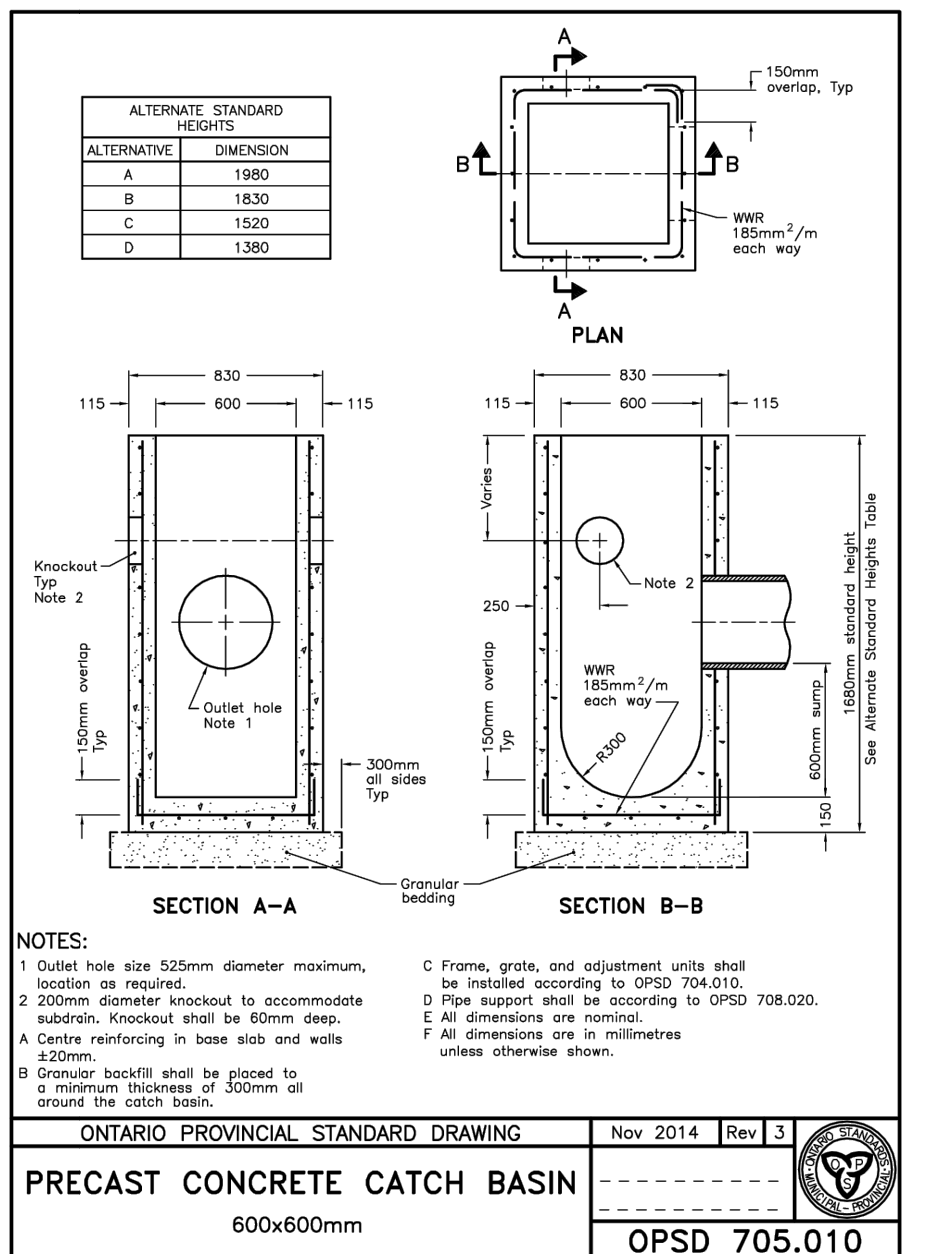 ALTERNATE STANDARD
HEIGHTS
ALTERNATIVE DIMENSION
A 1980
B 1830
C 1520
D 1380
A
150mm
overlap, Typ
B
B
WWR
185mm²/m
each way
A
PLAN
830
115
600
115
Knockout
Typ
Note 2
150mm overlap
Typ
Outlet hole
Note 1
300mm
all sides
Typ
SECTION A-A
830
115
600
115
Varies
Note 2
250
150mm overlap
Typ
WWR
185mm²/m
each way
R300
600mm sump
150
1680mm standard height
See Alternate Standard Heights Table
Granular
bedding
SECTION B-B
NOTES:
1 Outlet hole size 525mm diameter maximum,
location as required.
2 200mm diameter knockout to accommodate
subdrain. Knockout shall be 60mm deep.
A Centre reinforcing in base slab and walls
±20mm.
B Granular backfill shall be placed to
a minimum thickness of 300mm all
around the catch basin.
C Frame, grate, and adjustment units shall
be installed according to OPSD 704.010.
D Pipe support shall be according to OPSD 708.020.
E All dimensions are nominal.
F All dimensions are in millimetres
unless otherwise shown.
ONTARIO PROVINCIAL STANDARD DRAWING
Nov 2014 Rev 3
PRECAST CONCRETE CATCH BASIN
600x600mm
ONTARIO STANDARDS
MUNICIPAL - PROVINCIAL
O P S
OPSD 705.010